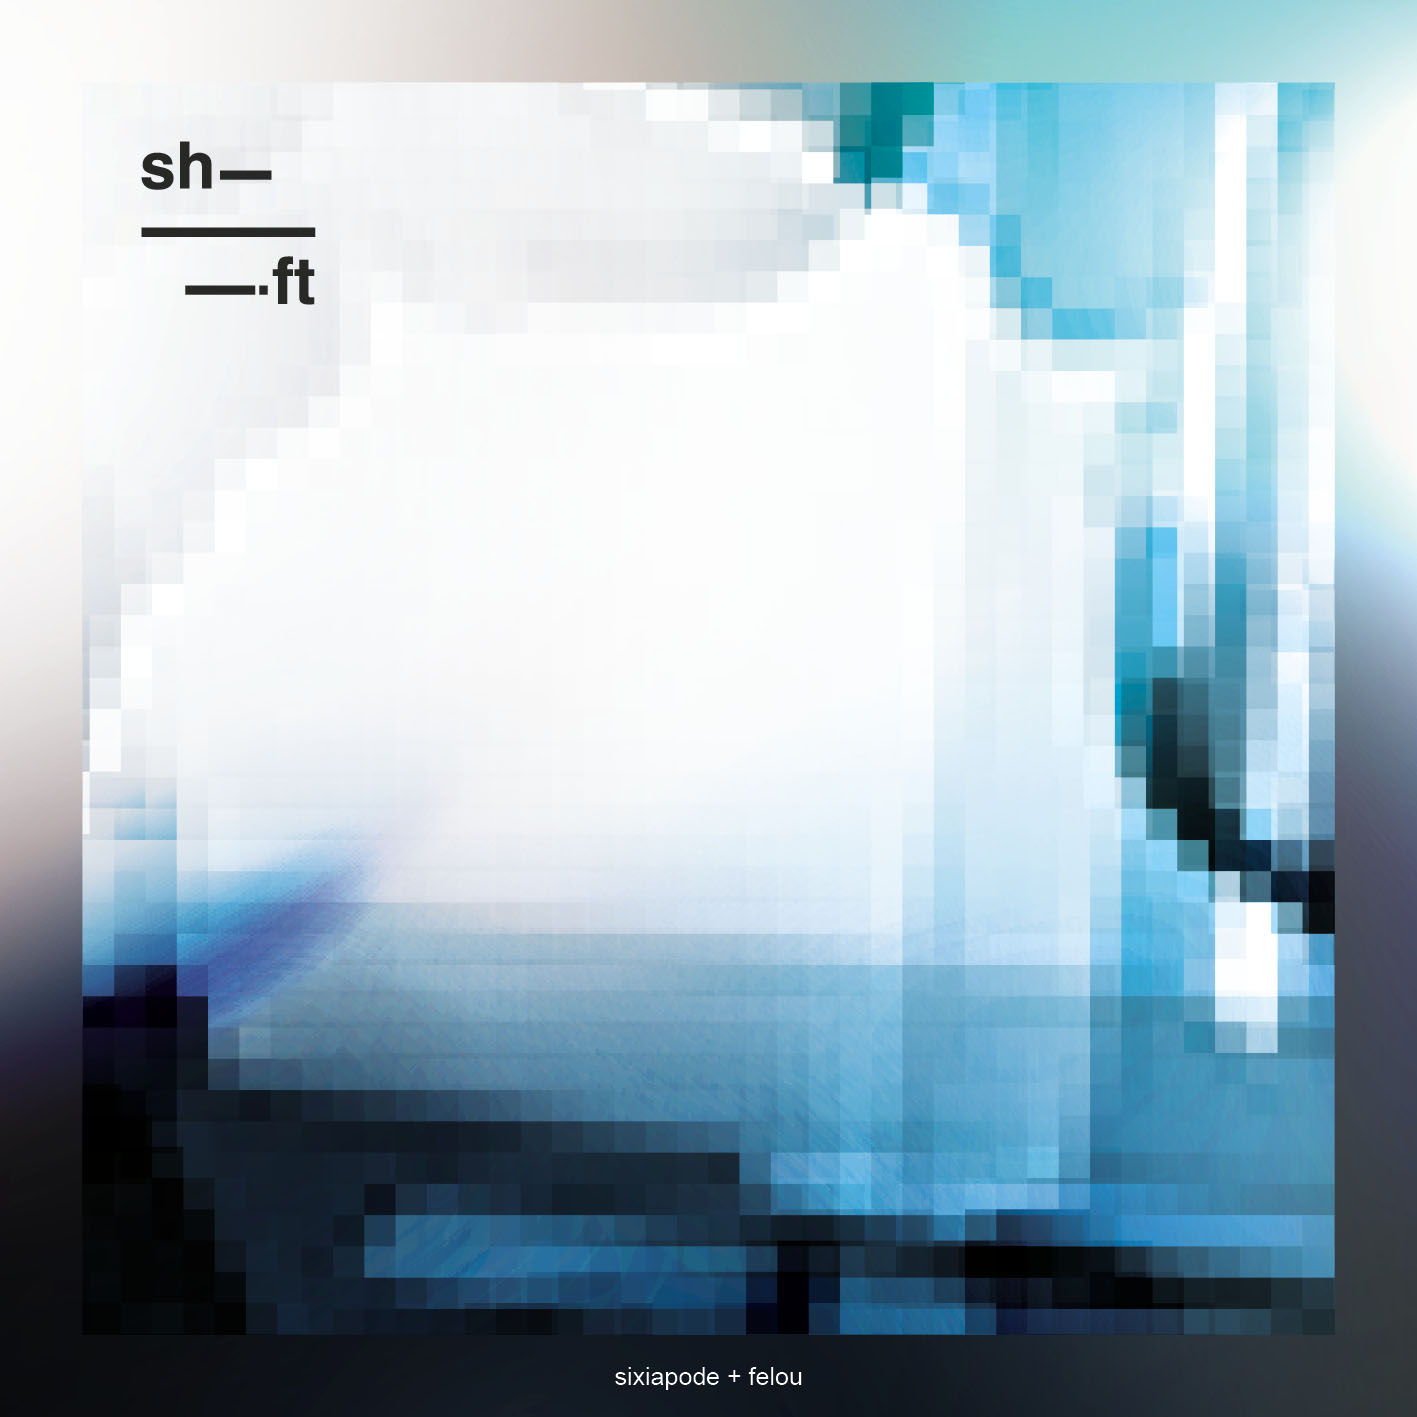 sh—
—·ft
sixiapode + felou